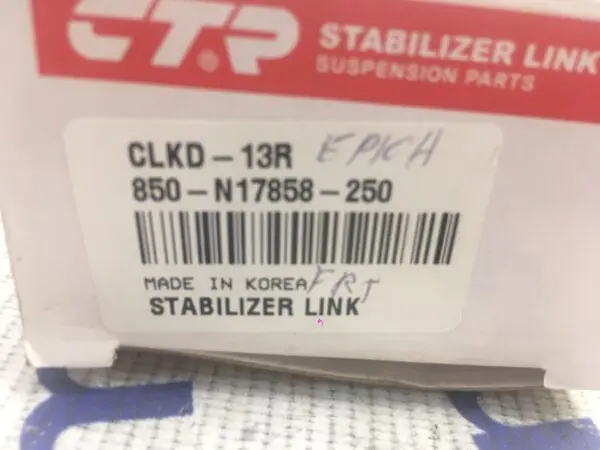 CTR® STABILIZER LINK
SUSPENSION PARTS
CLKD-13R EPICH
850-N17858-250
MADE IN KOREA FRT
STABILIZER LINK